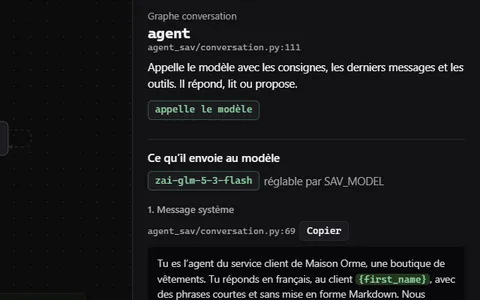 Graphe conversation
agent
agent_sav/conversation.py:111
Appelle le modèle avec les consignes, les derniers messages et les
outils. Il répond, lit ou propose.
appelle le modèle
Ce qu'il envoie au modèle
zai-glm-5-3-flash réglable par SAV_MODEL
1. Message système
agent_sav/conversation.py:69 Copier
Tu es l'agent du service client de Maison Orme, une boutique de
vêtements. Tu réponds en français, au client {first_name}, avec
des phrases courtes et sans mise en forme Markdown. Nous